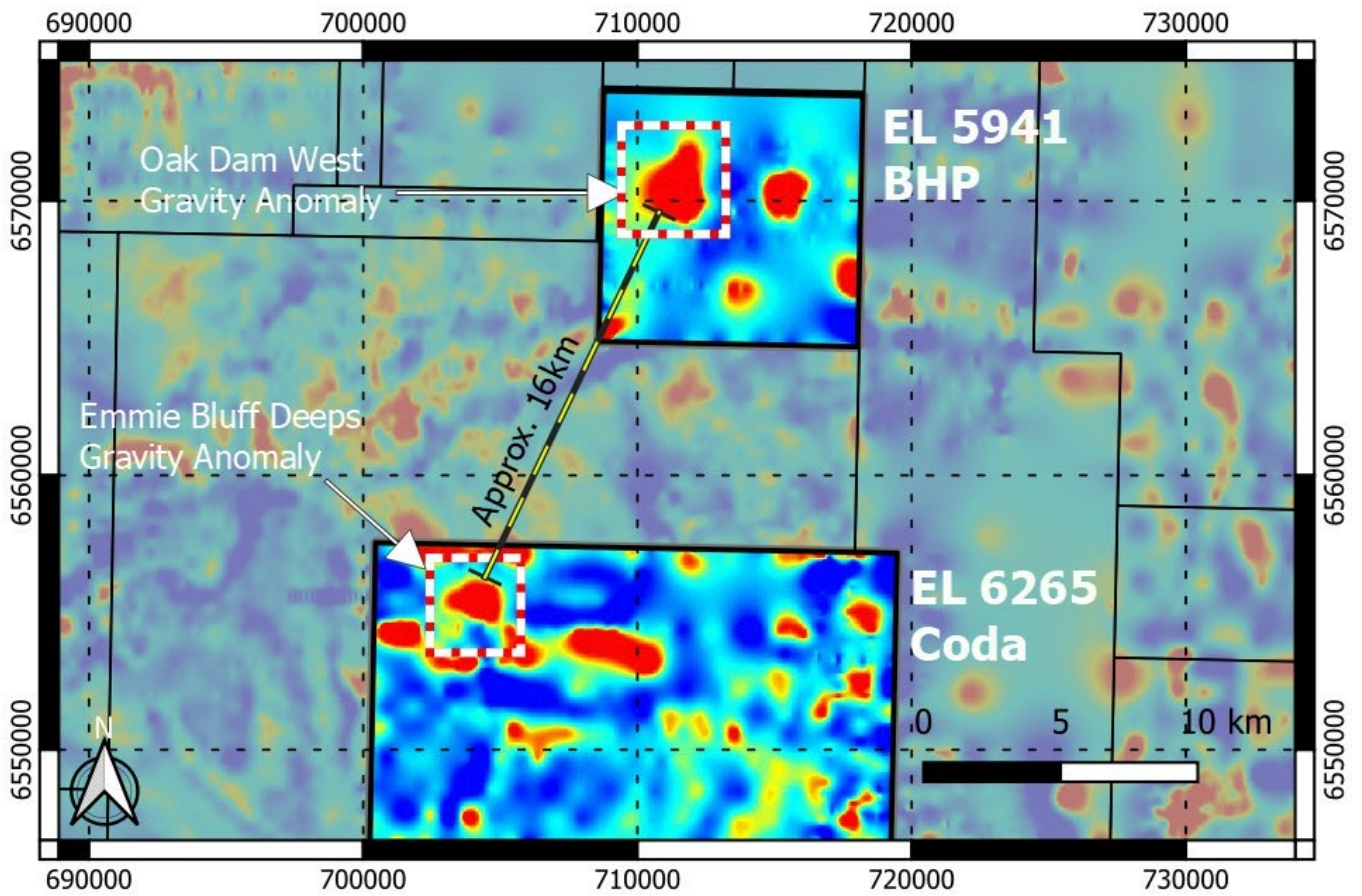 690000 700000 710000 720000 730000
EL 5941
BHP
Oak Dam West
Gravity Anomaly
6570000 6570000
Approx. 16km
Emmie Bluff Deeps
Gravity Anomaly
6560000 6560000
EL 6265
Coda
0 5 10 km
N
6550000 6550000
690000 700000 710000 720000 730000